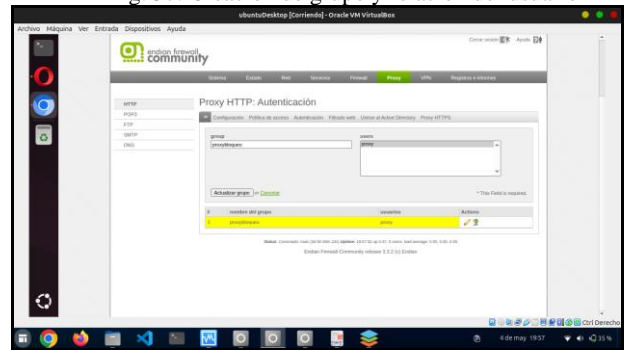 ubuntuDesktop [Corriendo] - Oracle VM VirtualBox
Archivo Máquina Ver Entrada Dispositivos Ayuda
endian firewall
community
Cerrar sesión Ayuda
Sistema Estado Red Servicios Firewall Proxy VPN Registros e Informes
HTTP
POP3
FTP
SMTP
DNS
Proxy HTTP: Autenticación
Configuración Política de acceso Autenticación Filtrado web Unirse al Active Directory Proxy HTTPS
group
proxybloqueo
users
proxy
Actualizar grupo or Cancelar
* This Field is required.
# nombre del grupo usuarios Actions
1 proxybloqueo proxy
Endian Firewall Community release 3.3.2 (c) Endian
Ctrl Derecho
4 de may 19:57
35 %